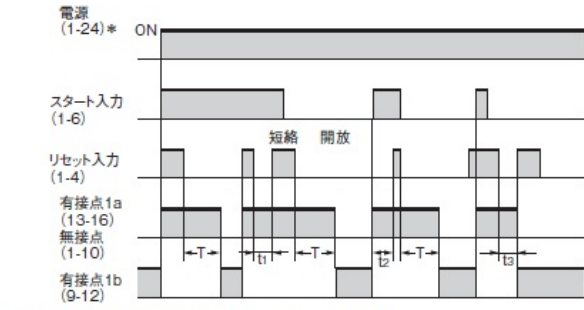 電源
(1-24)* ON
スタート入力
(1-6)
短絡 開放
リセット入力
(1-4)
有接点1a
(13-16)
無接点
(1-10)
T t1 T t2 T t3
有接点1b
(9-12)